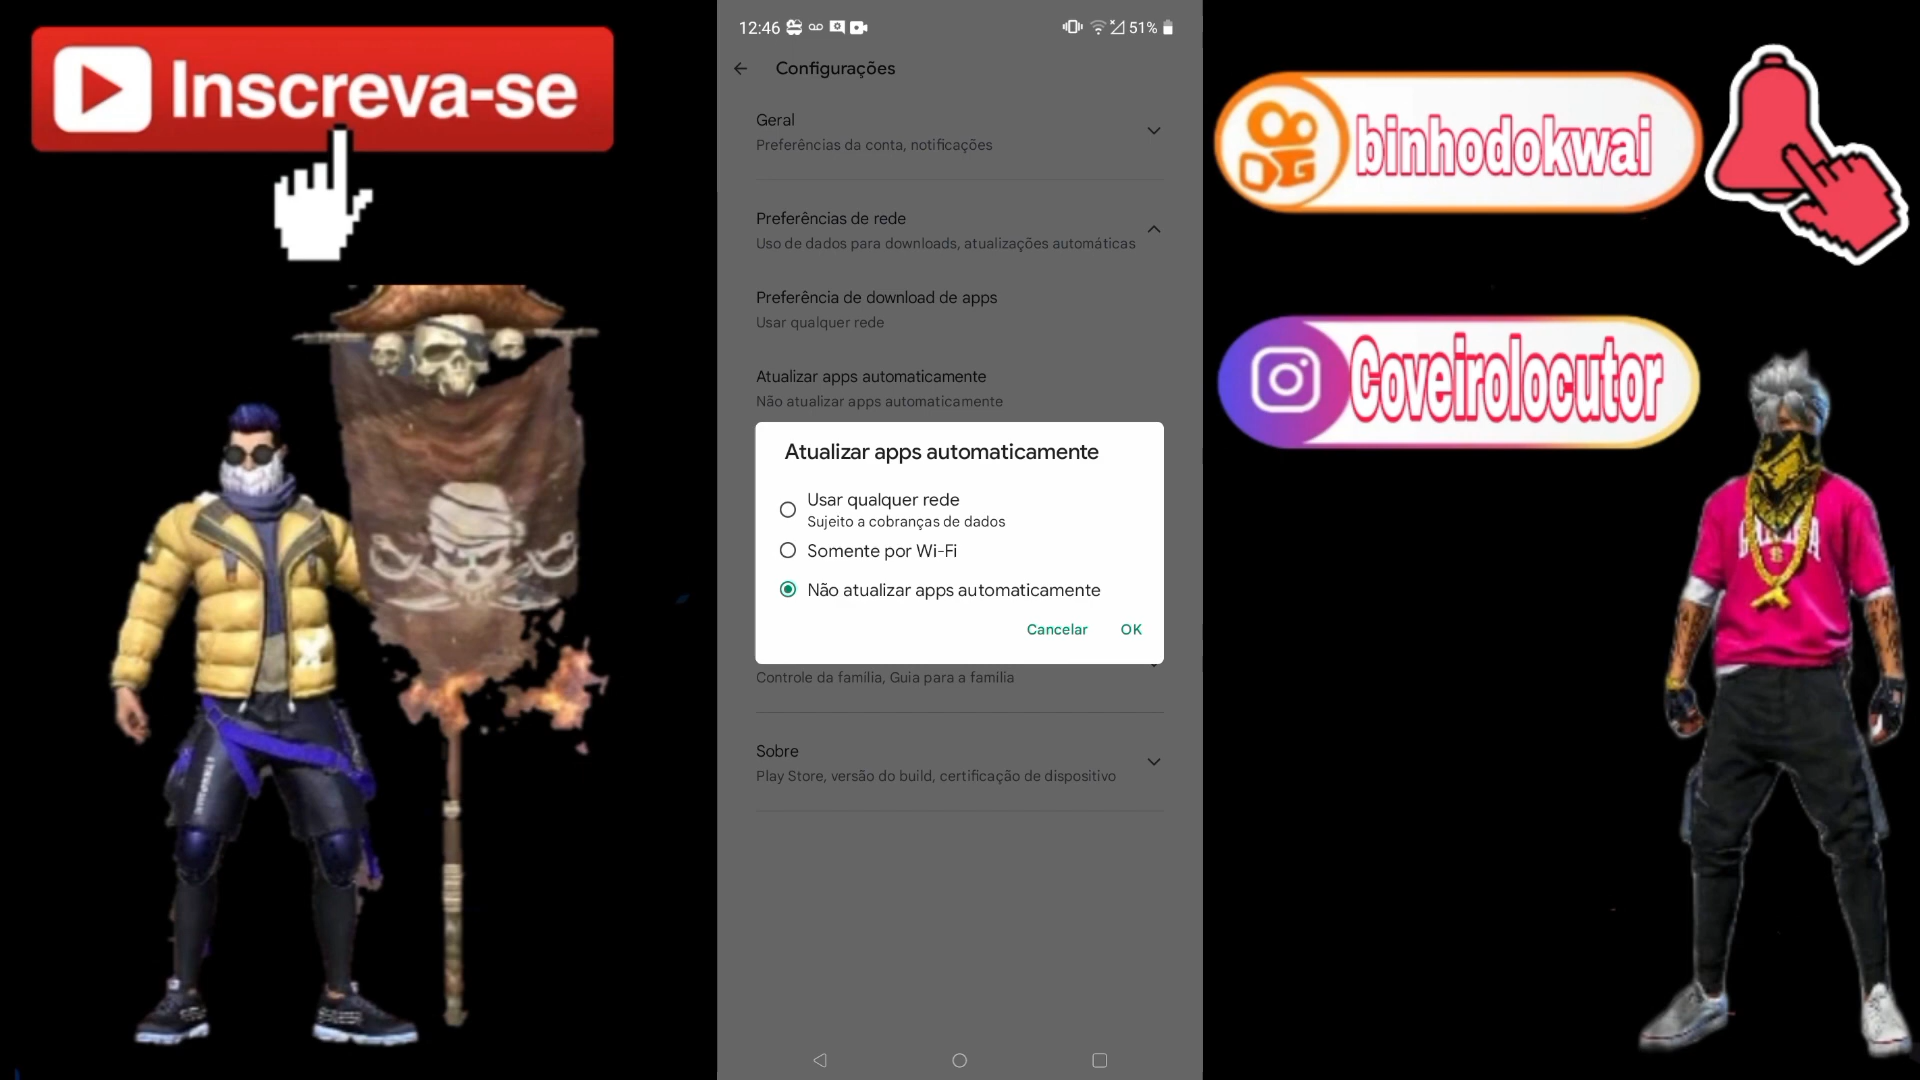 Inscreva-se
12:46
51%
Configurações
Geral
Preferências da conta, notificações
Preferências de rede
Uso de dados para downloads, atualizações automáticas
Preferência de download de apps
Usar qualquer rede
Atualizar apps automaticamente
Não atualizar apps automaticamente
Atualizar apps automaticamente
Usar qualquer rede
Sujeito a cobranças de dados
Somente por Wi-Fi
Não atualizar apps automaticamente
Cancelar OK
Controle da família, Guia para a família
Sobre
Play Store, versão do build, certificação de dispositivo
binhodokwai
Coveirolocutor